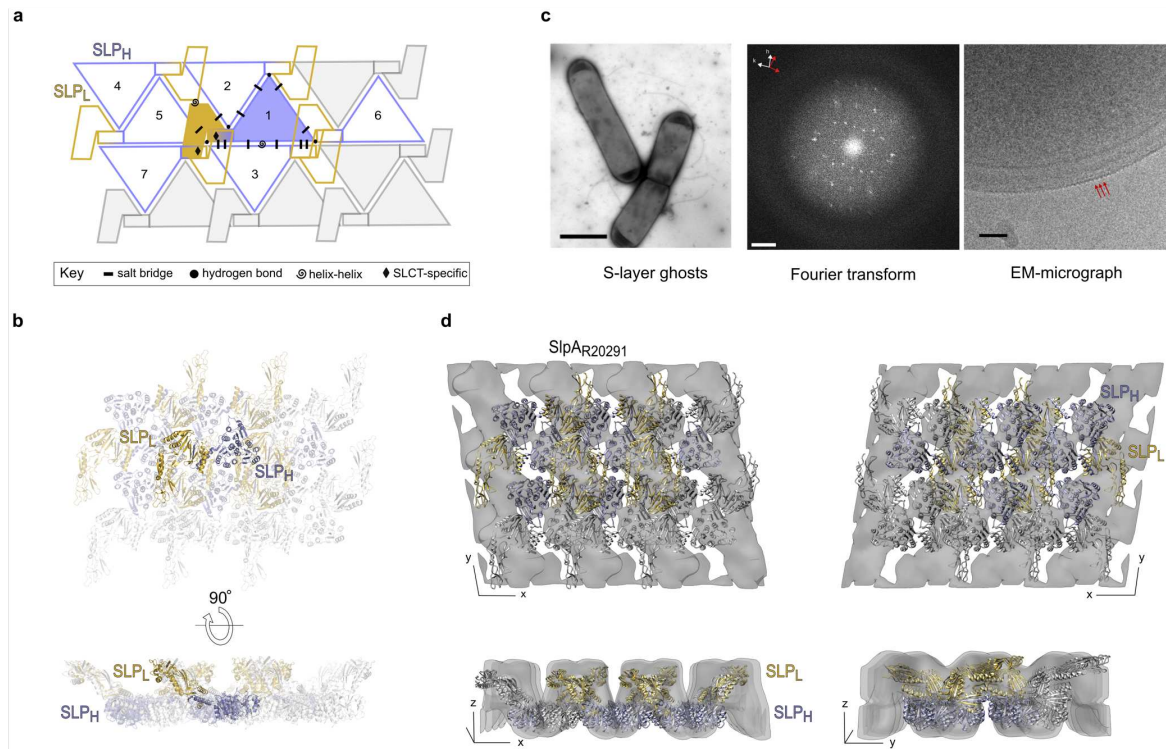 a
SLPH
SLPL
4
2
5
1
6
7
3
Key salt bridge hydrogen bond helix-helix SLCT-specific
b
SLPL
SLPH
90°
SLPL
SLPH
c
h
k
S-layer ghosts
Fourier transform
EM-micrograph
d
SlpAR20291
SLPH
SLPL
y
x
y
x
SLPL
SLPH
z
x
z
y